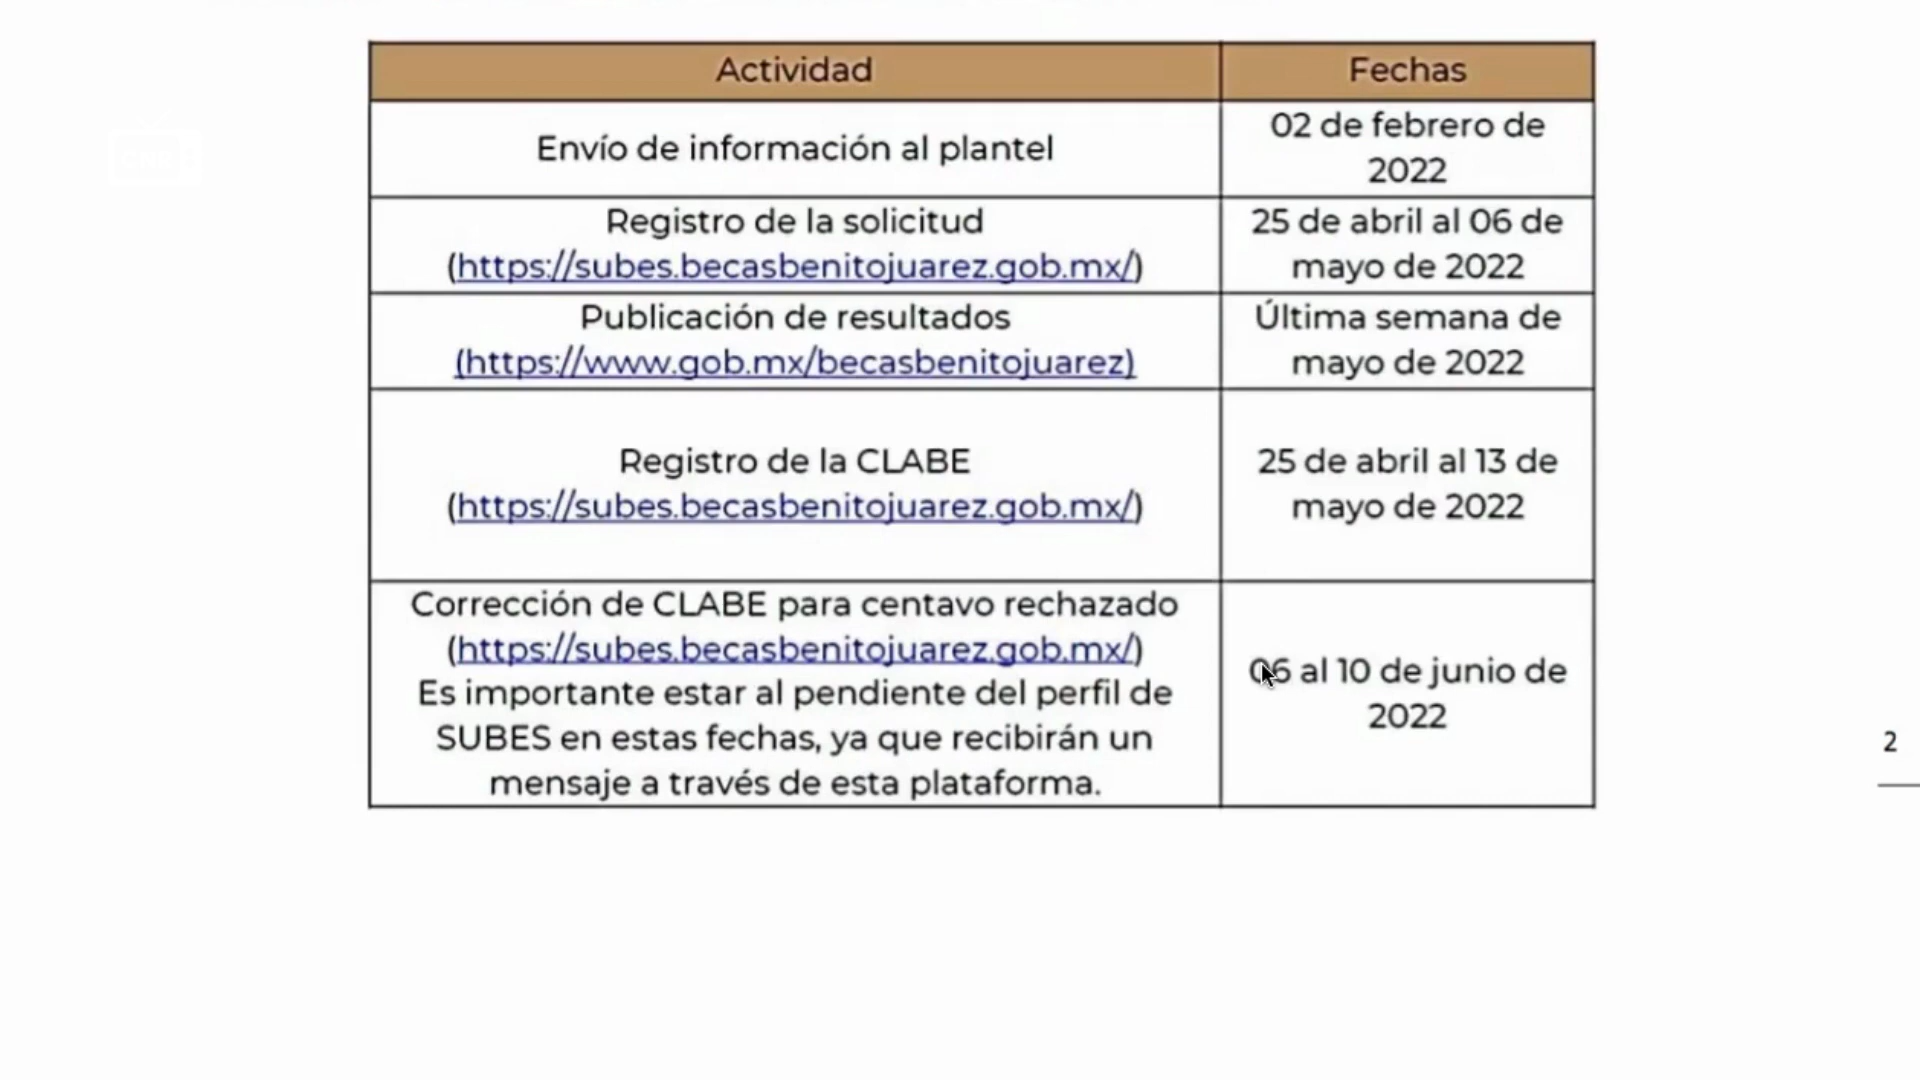 Actividad
Fechas
Envío de información al plantel
02 de febrero de
2022
Registro de la solicitud
(https://subes.becasbenitojuarez.gob.mx/)
25 de abril al 06 de
mayo de 2022
Publicación de resultados
(https://www.gob.mx/becasbenitojuarez)
Última semana de
mayo de 2022
Registro de la CLABE
(https://subes.becasbenitojuarez.gob.mx/)
25 de abril al 13 de
mayo de 2022
Corrección de CLABE para centavo rechazado
(https://subes.becasbenitojuarez.gob.mx/)
Es importante estar al pendiente del perfil de
SUBES en estas fechas, ya que recibirán un
mensaje a través de esta plataforma.
06 al 10 de junio de
2022
2